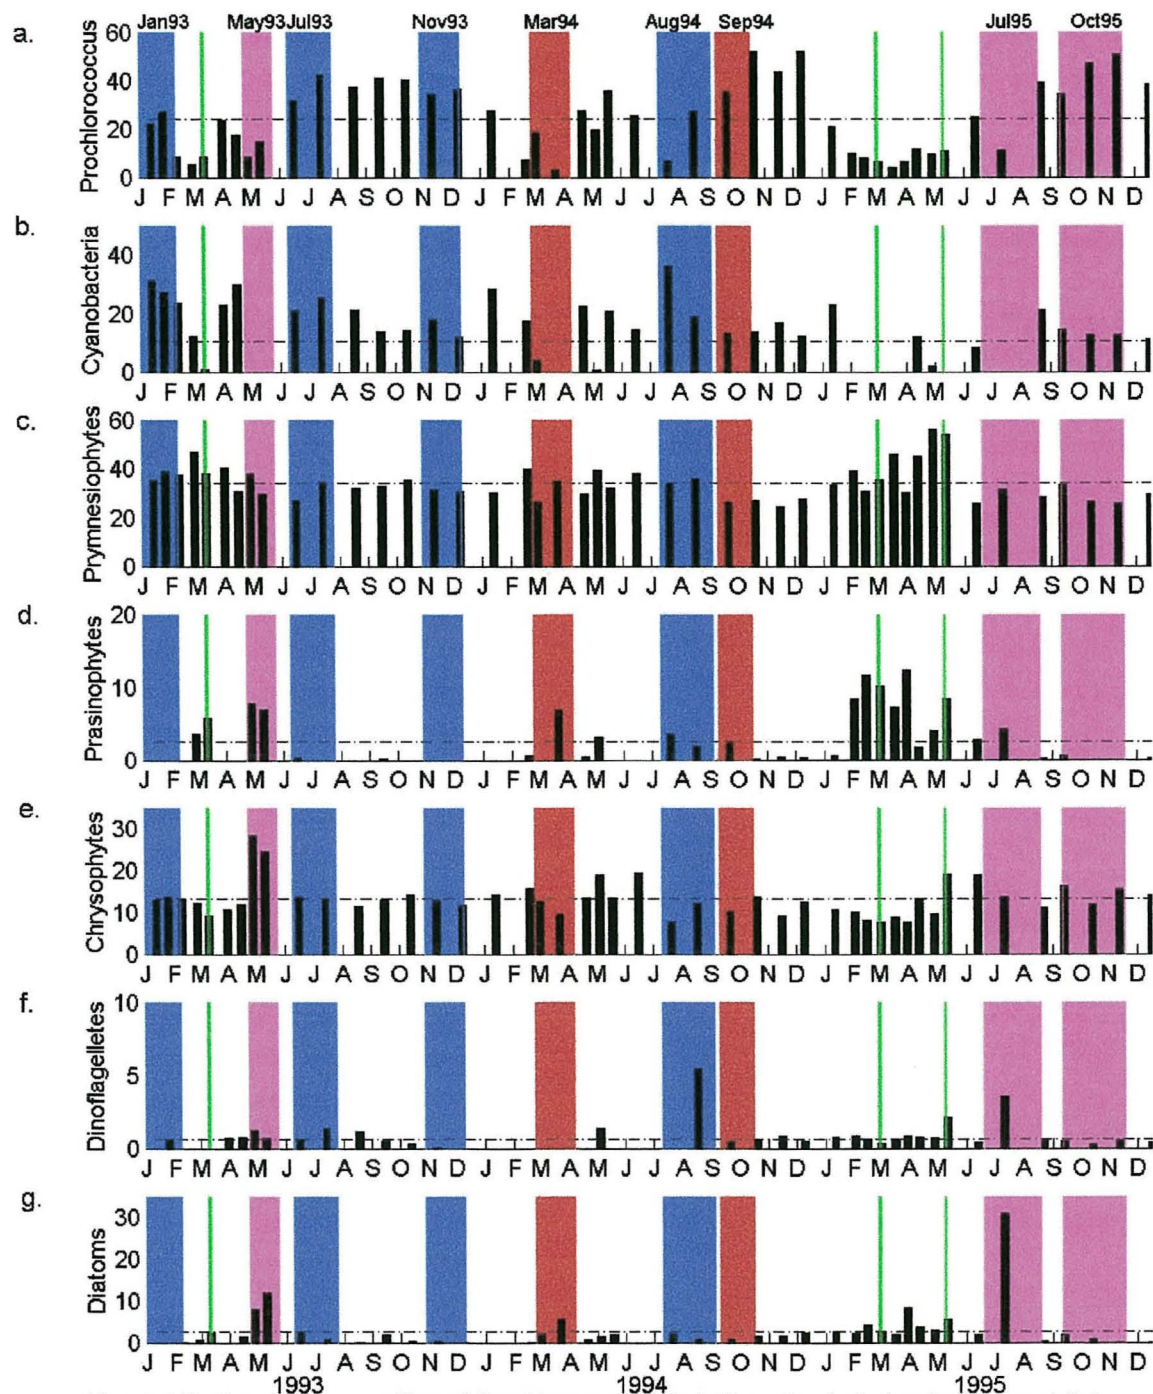 Jan93 May93 Jul93 Nov93 Mar94 Aug94 Sep94 Jul95 Oct95
a.
Prochlorococcus
60
40
20
0
J F M A M J J A S O N D J F M A M J J A S O N D J F M A M J J A S O N D
b.
Cyanobacteria
40
20
0
J F M A M J J A S O N D J F M A M J J A S O N D J F M A M J J A S O N D
c.
Prymnesiophytes
60
40
20
0
J F M A M J J A S O N D J F M A M J J A S O N D J F M A M J J A S O N D
d.
Prasinophytes
20
10
0
J F M A M J J A S O N D J F M A M J J A S O N D J F M A M J J A S O N D
e.
Chrysophytes
30
20
10
0
J F M A M J J A S O N D J F M A M J J A S O N D J F M A M J J A S O N D
f.
Dinoflagelletes
10
5
0
J F M A M J J A S O N D J F M A M J J A S O N D J F M A M J J A S O N D
g.
Diatoms
30
20
10
0
J F M A M J J A S O N D J F M A M J J A S O N D J F M A M J J A S O N D
1993 1994 1995